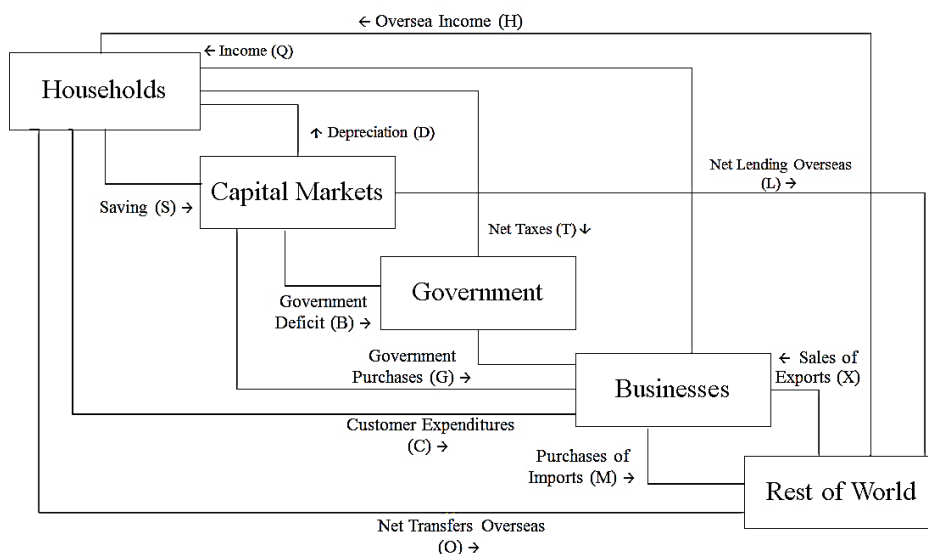 ← Oversea Income (H)
← Income (Q)
Households
↑ Depreciation (D)
Net Lending Overseas
(L) →
Capital Markets
Saving (S) →
Net Taxes (T) ↓
Government
Government
Deficit (B) →
Government
Purchases (G) →
← Sales of
Exports (X)
Businesses
Customer Expenditures
(C) →
Purchases of
Imports (M) →
Rest of World
Net Transfers Overseas
(O) →